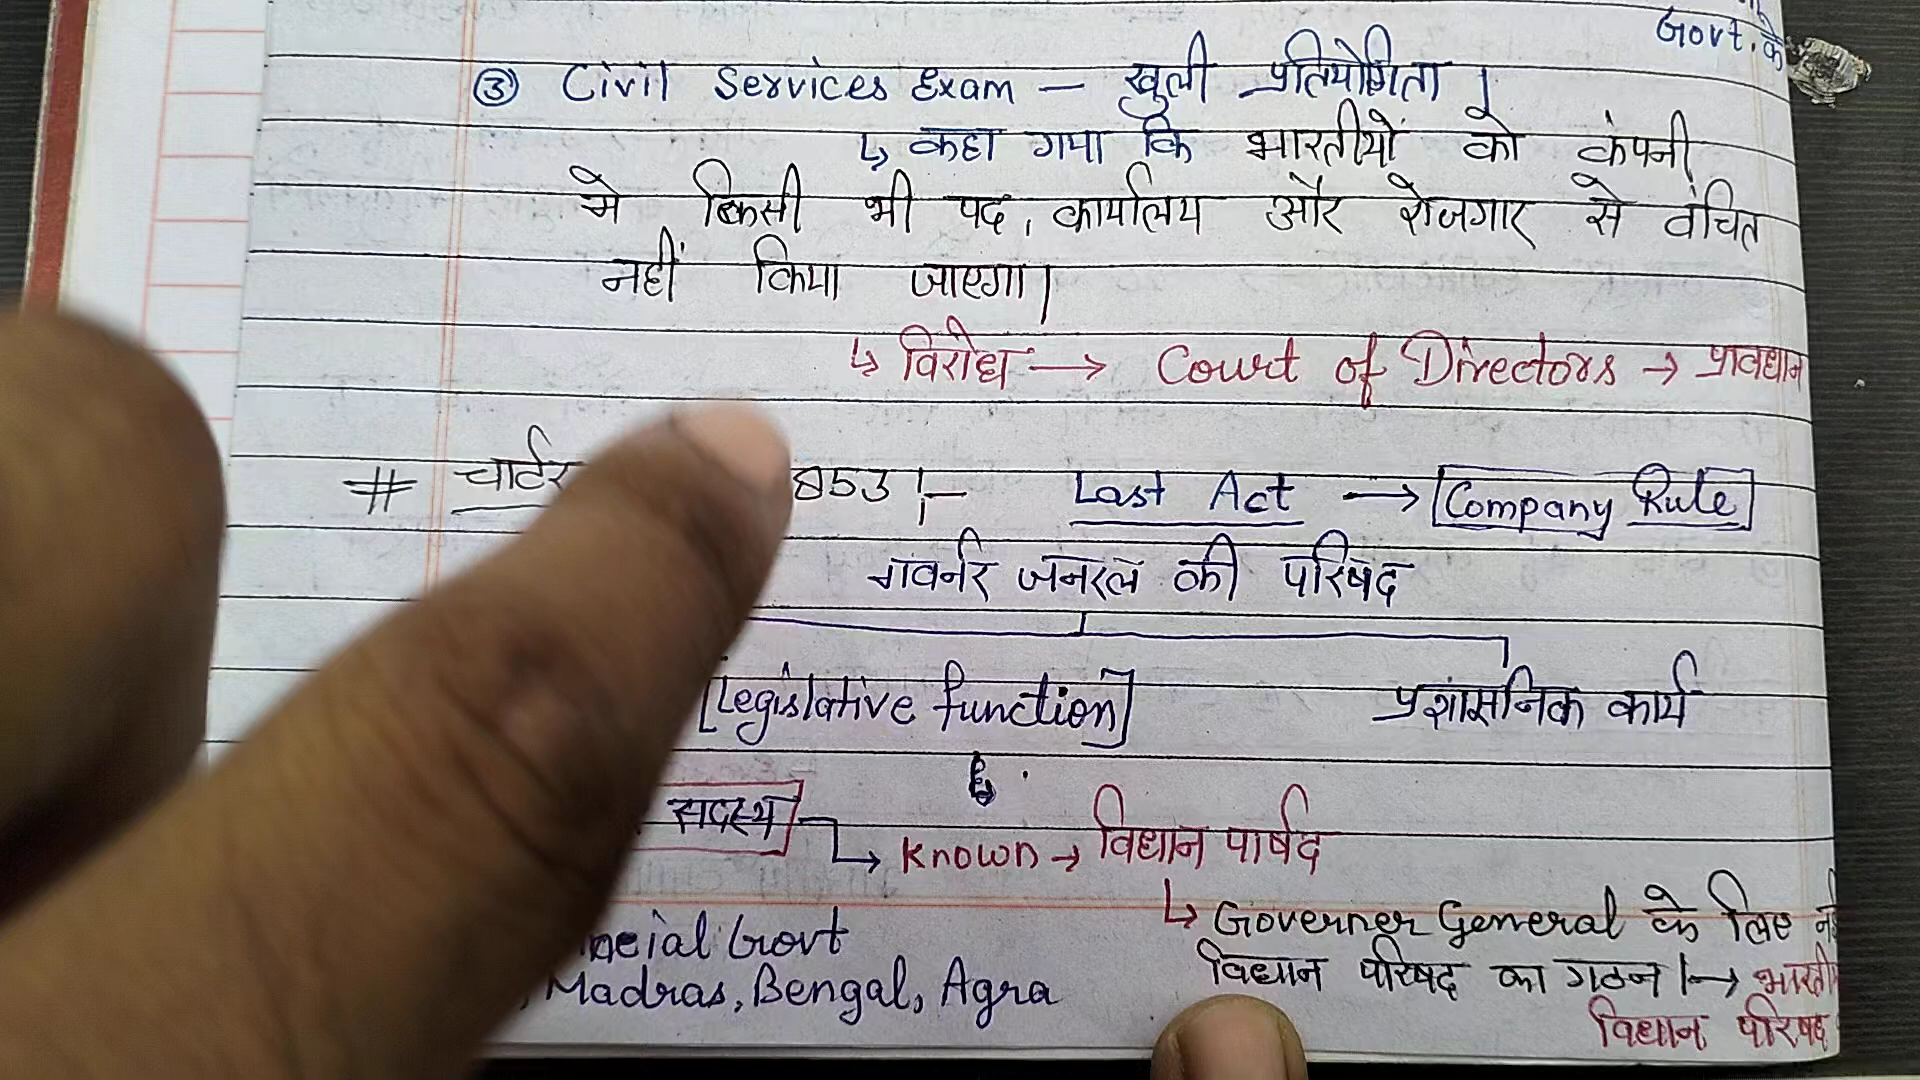 Govt. के
③ Civil Services Exam — खुली प्रतियोगिता ।
↳ कहा गया कि भारतीयों को कंपनी
मे किसी भी पद, कार्यालय और रोजगार से वंचित
नहीं किया जाएगा।
↳ विरोध → Court of Directors → प्रावधान
# चार्टर 853 :- Last Act → [Company Rule]
गवर्नर जनरल की परिषद
[Legislative function] प्रशासनिक कार्य
सदस्य
↳ Known → विधान पार्षद
↳ Governer General के लिए
विधान परिषद का गठन ।→
विधान परिषद
Govt
Madras, Bengal, Agra